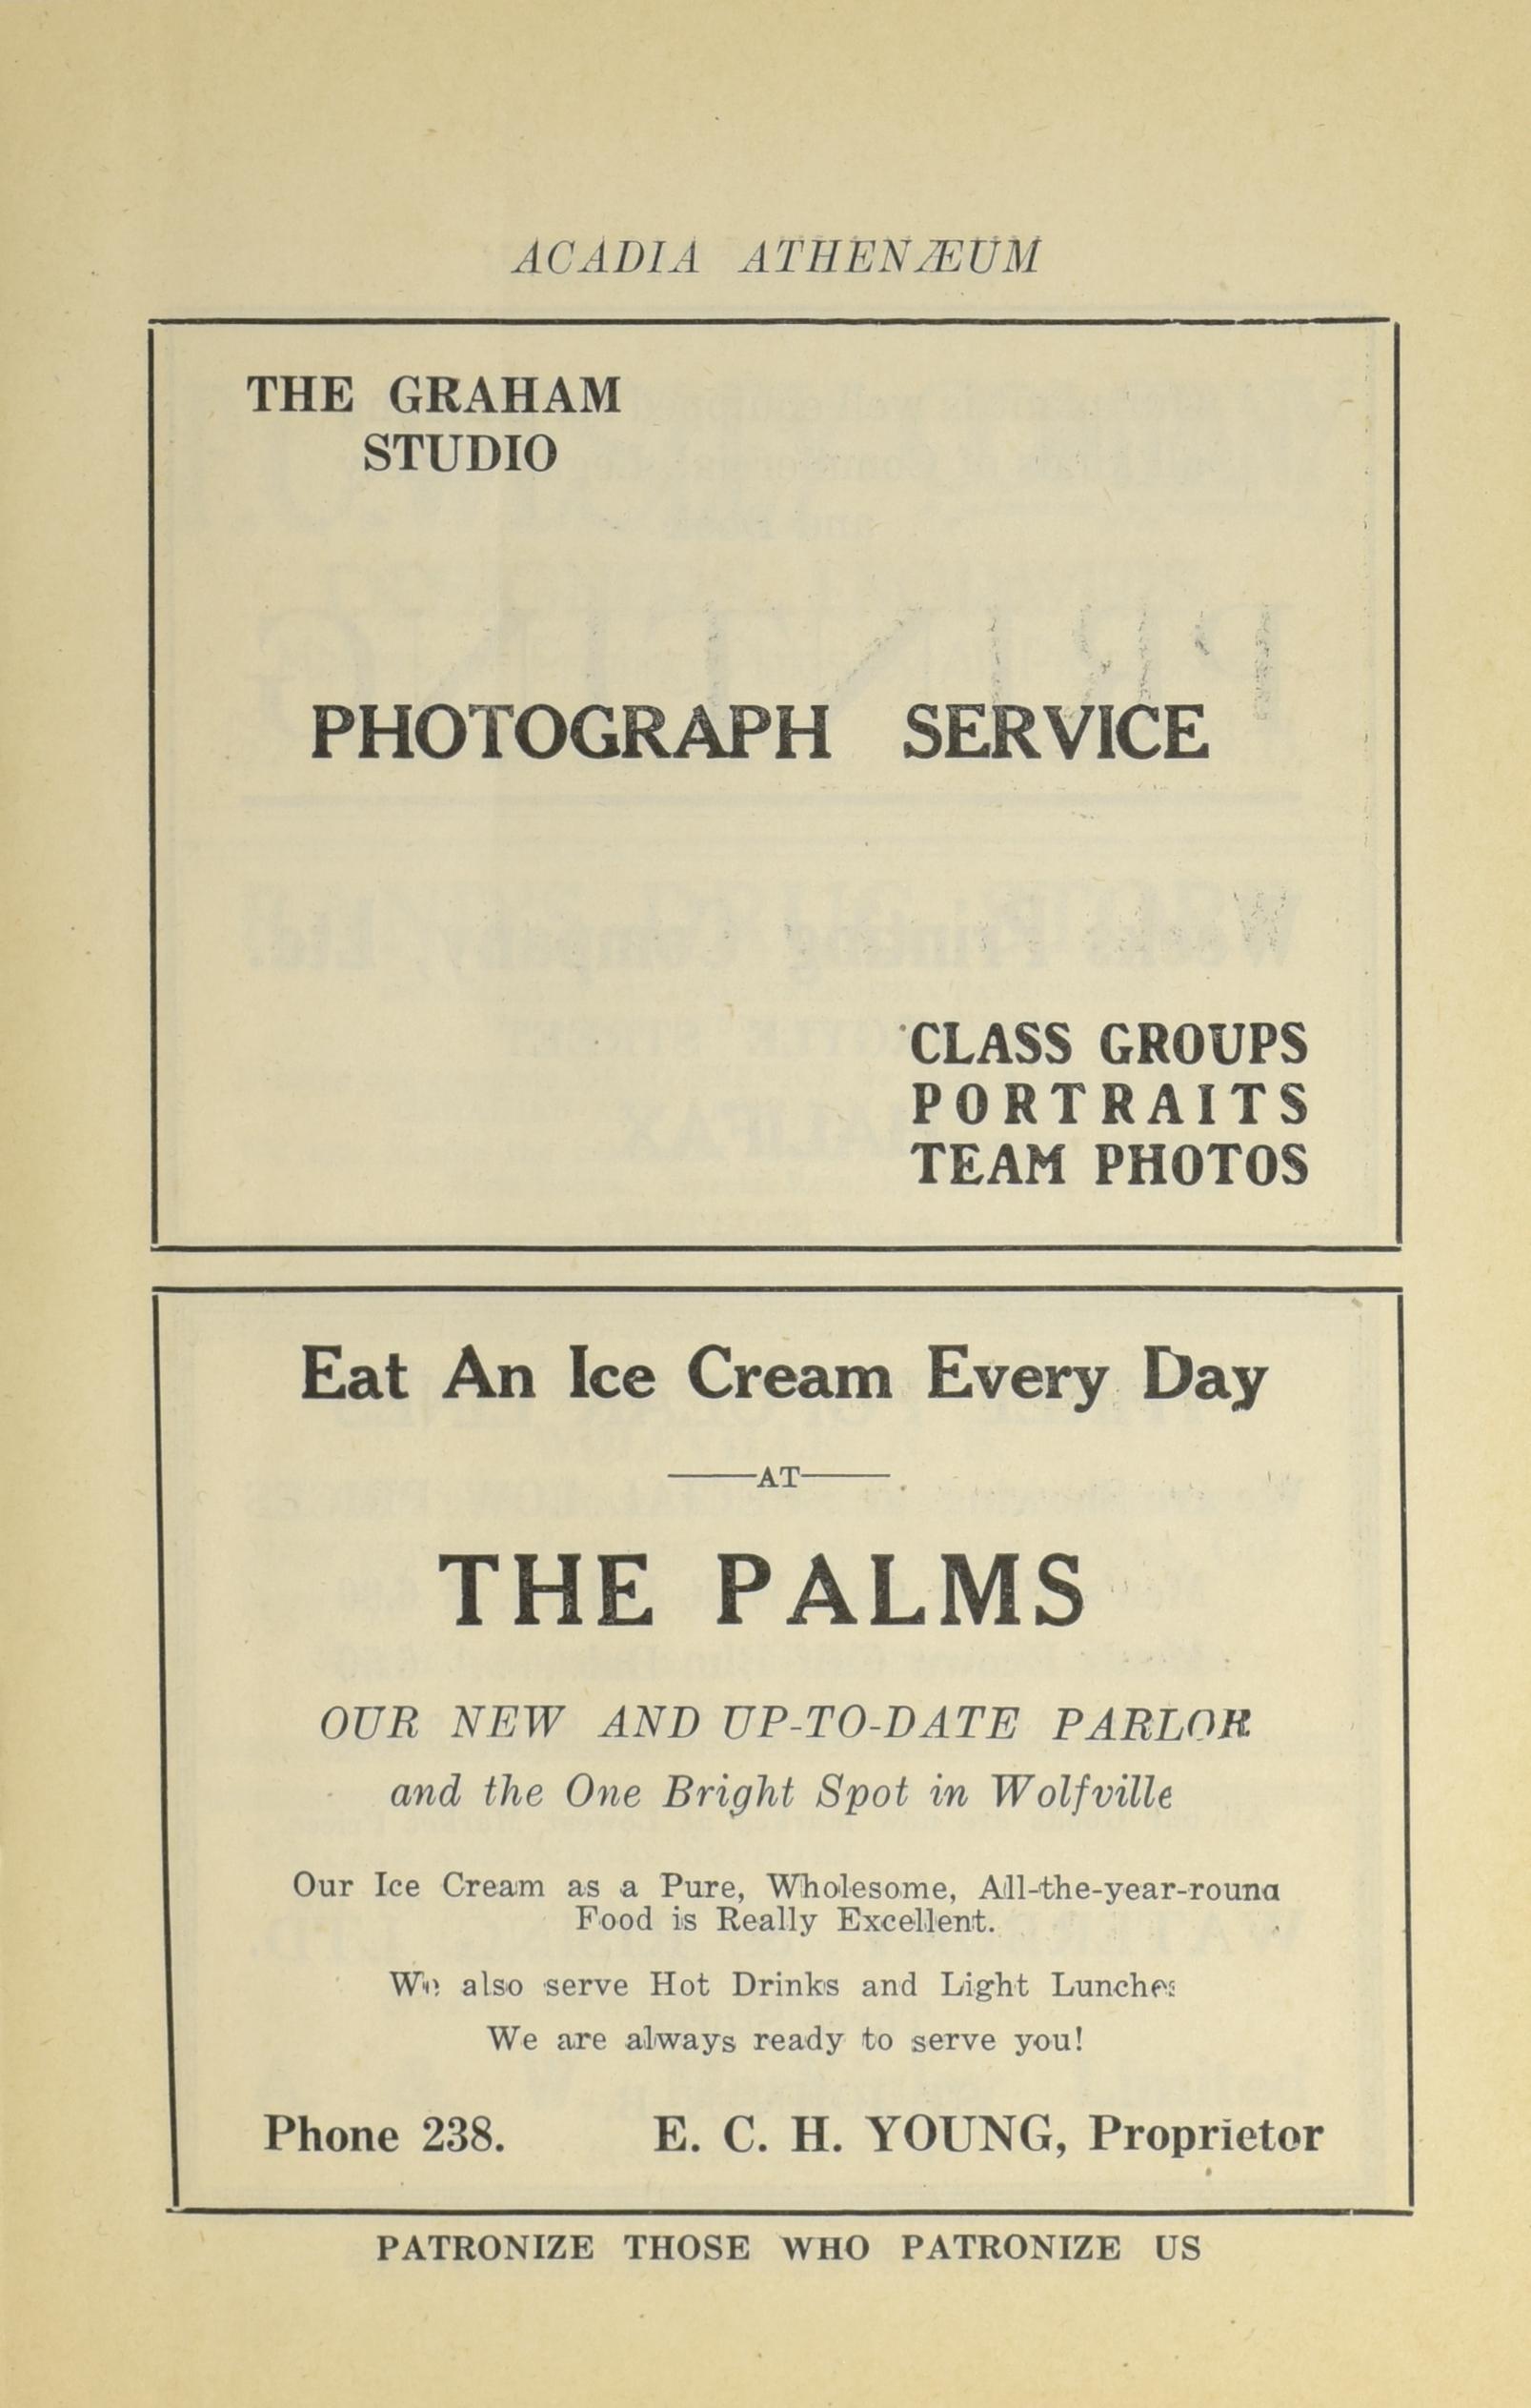 ACADIA ATHENÆUM
THE GRAHAM
STUDIO
PHOTOGRAPH SERVICE
CLASS GROUPS
PORTRAITS
TEAM PHOTOS
Eat An Ice Cream Every Day
AT
THE PALMS
OUR NEW AND UP-TO-DATE PARLOR
and the One Bright Spot in Wolfville
Our Ice Cream as a Pure, Wholesome, All-the-year-round
Food is Really Excellent.
We also serve Hot Drinks and Light Lunches
We are always ready to serve you!
Phone 238. E. C. H. YOUNG, Proprietor
PATRONIZE THOSE WHO PATRONIZE US